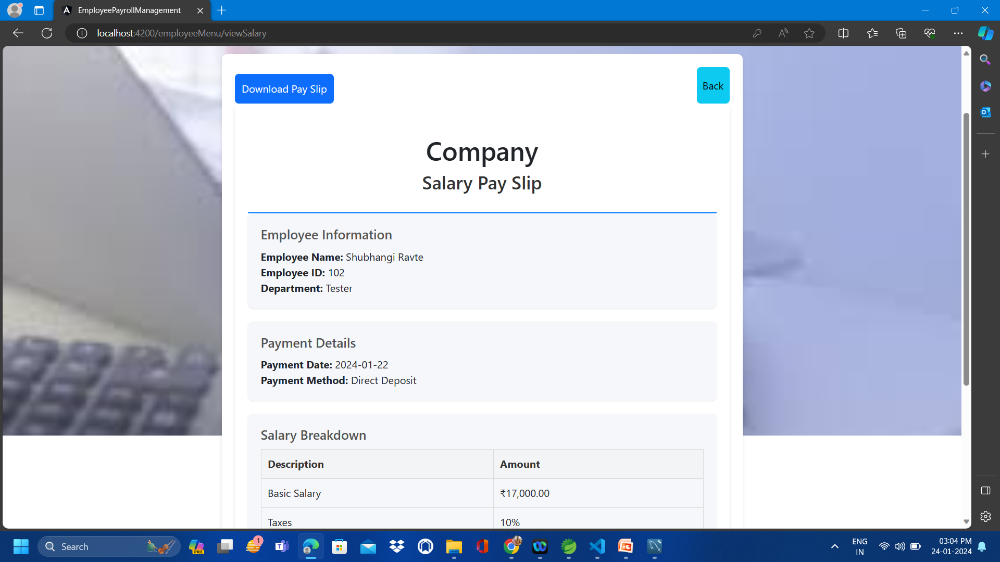 EmployeePayrollManagement
localhost:4200/employeeMenu/viewSalary
Download Pay Slip
Back
Company
Salary Pay Slip
Employee Information
Employee Name: Shubhangi Ravte
Employee ID: 102
Department: Tester
Payment Details
Payment Date: 2024-01-22
Payment Method: Direct Deposit
Salary Breakdown
Description Amount
Basic Salary ₹17,000.00
Taxes 10%
Search
PRE
1
ENG
IN
03:04 PM
24-01-2024